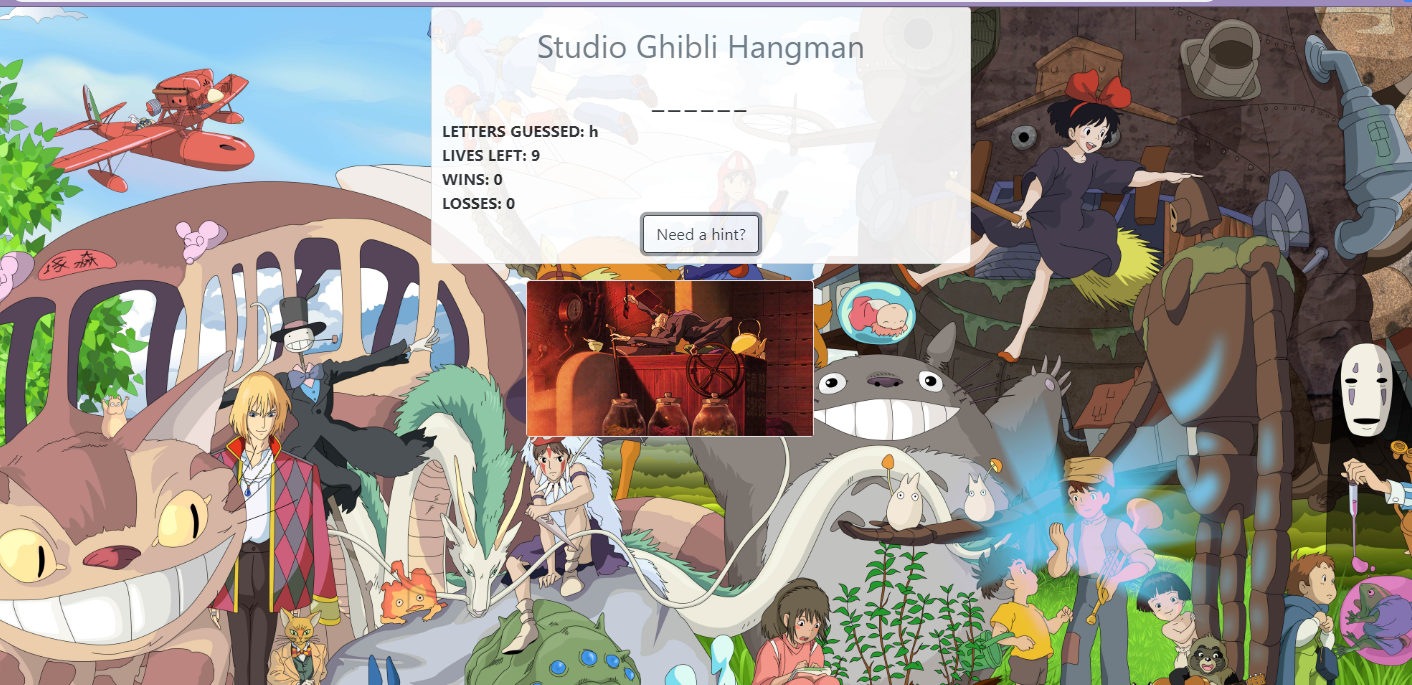 Studio Ghibli Hangman
_ _ _ _ _ _
LETTERS GUESSED: h
LIVES LEFT: 9
WINS: 0
LOSSES: 0
Need a hint?